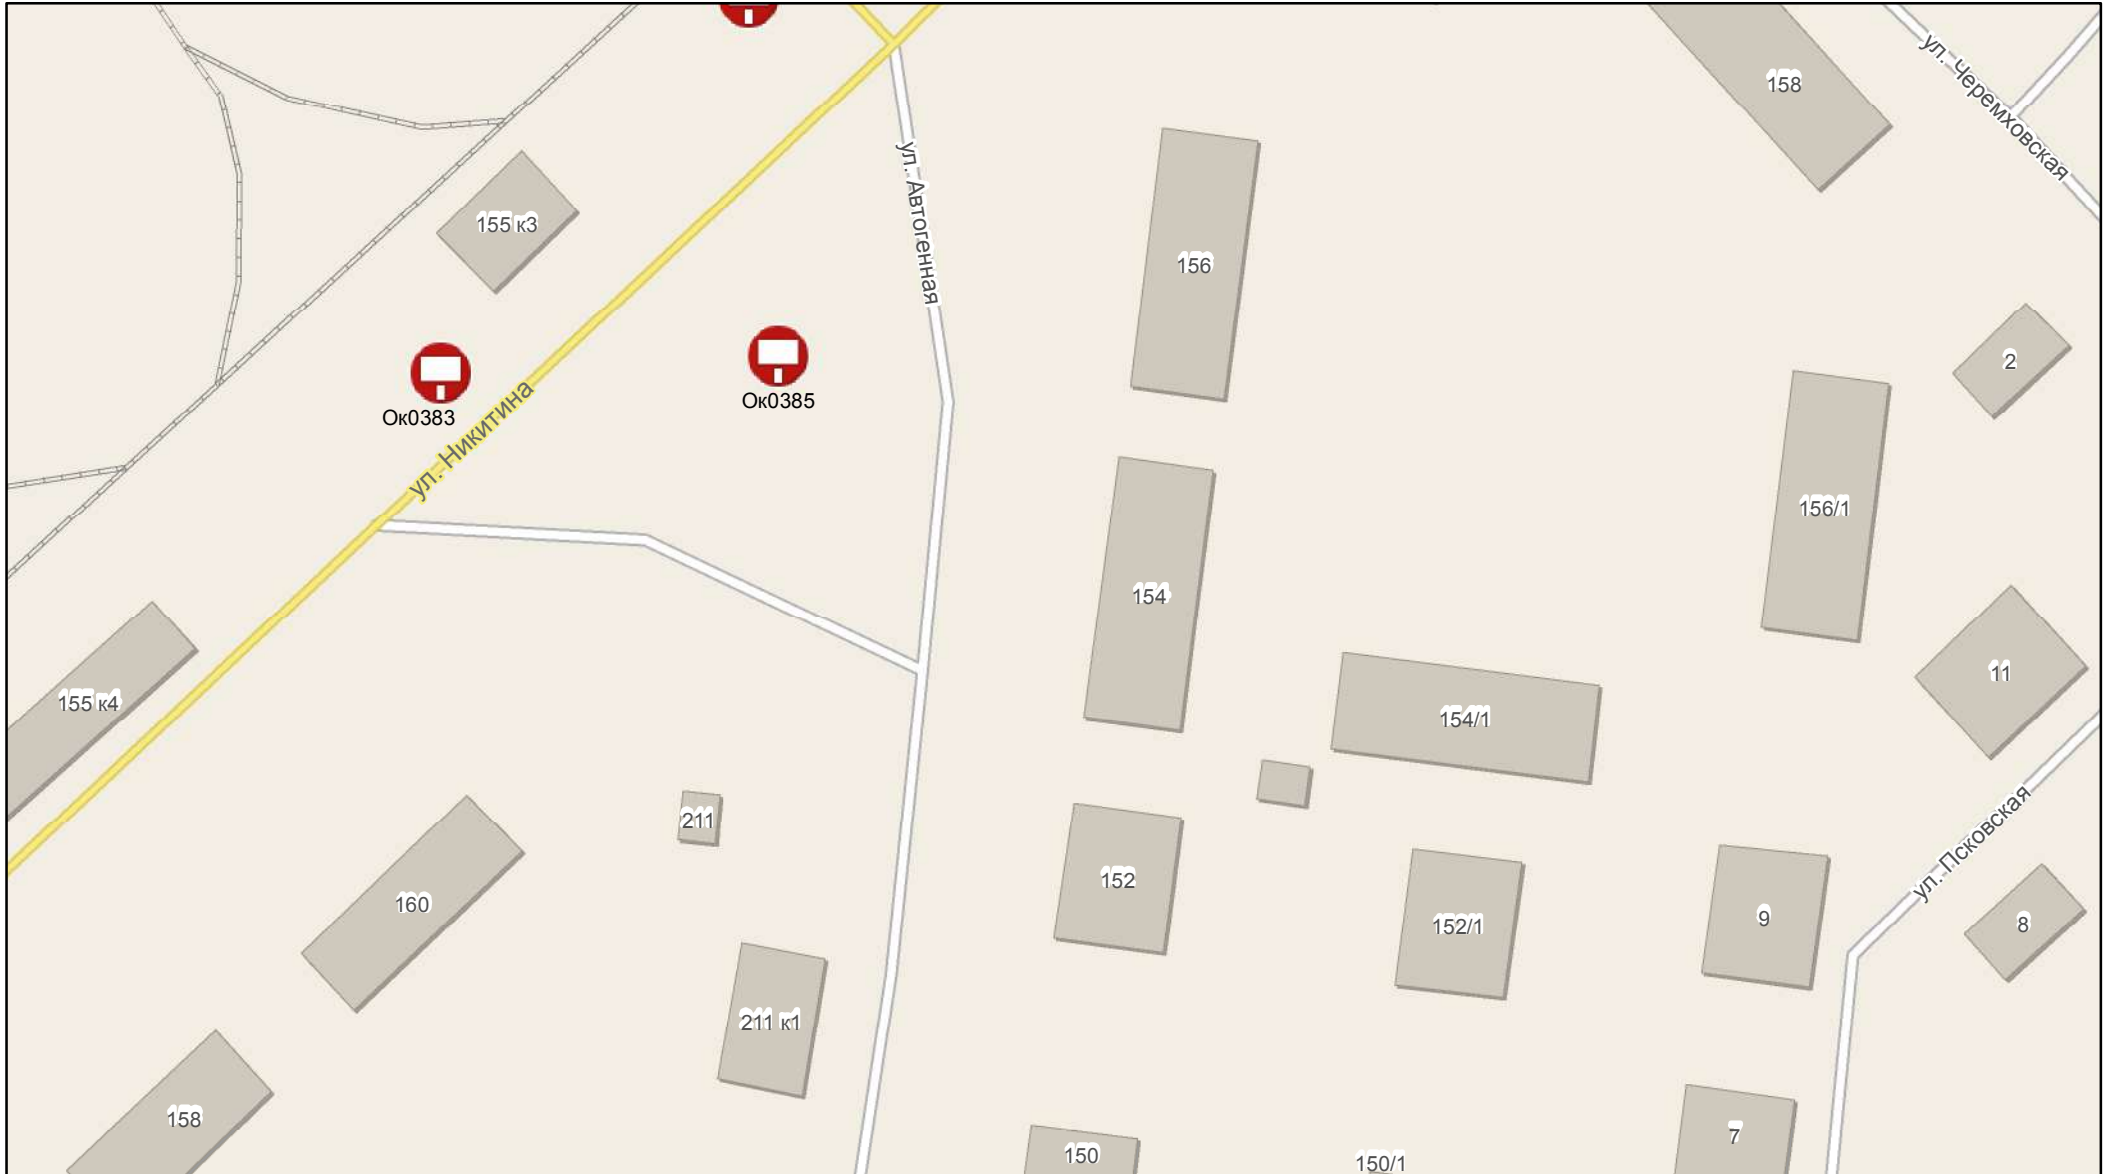 158
ул. Черемховская
155 к3
ул. Автогенная
156
2
Ок0383
Ок0385
ул. Никитина
156/1
154
11
155 к4
154/1
211
ул. Псковская
152
160
9
152/1
8
211 к1
158
7
150
150/1